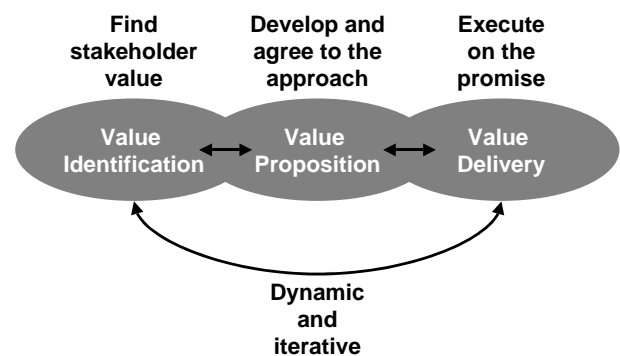 Find
stakeholder
value
Develop and
agree to the
approach
Execute
on the
promise
Value
Identification
Value
Proposition
Value
Delivery
Dynamic
and
iterative